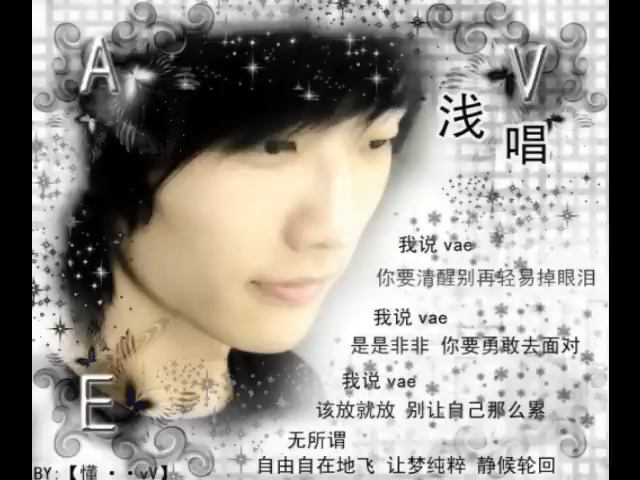 A
V
浅
唱
我说 vae
你要清醒别再轻易掉眼泪
我说 vae
是是非非 你要勇敢去面对
我说 vae
该放就放 别让自己那么累
E
无所谓
自由自在地飞 让梦纯粹 静候轮回
BY:【懂··vV】